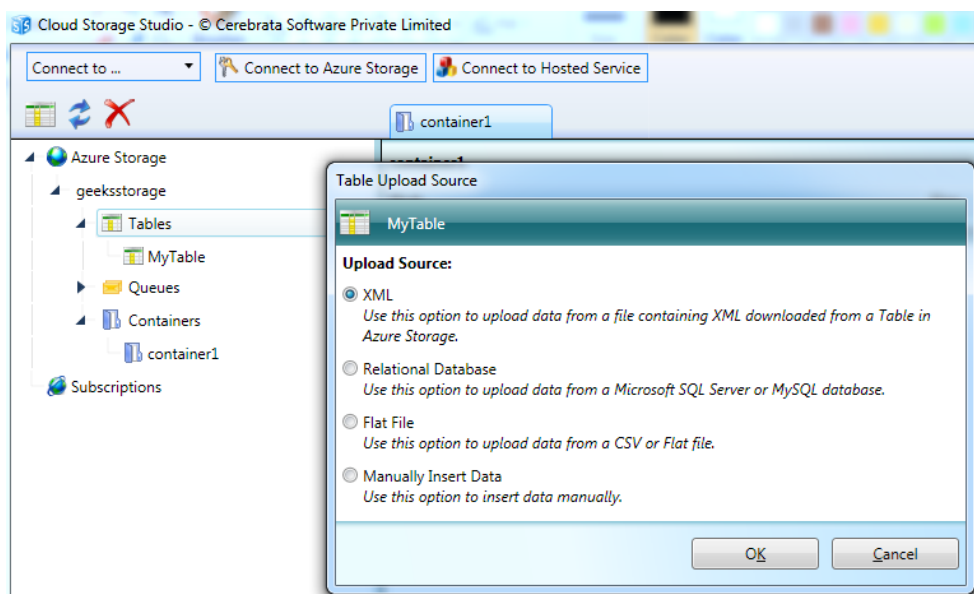 Cloud Storage Studio - © Cerebrata Software Private Limited
Connect to ...
Connect to Azure Storage
Connect to Hosted Service
container1
Azure Storage
geeksstorage
Tables
MyTable
Queues
Containers
container1
Subscriptions
container1
Table Upload Source
MyTable
Upload Source:
XML
Use this option to upload data from a file containing XML downloaded from a Table in
Azure Storage.
Relational Database
Use this option to upload data from a Microsoft SQL Server or MySQL database.
Flat File
Use this option to upload data from a CSV or Flat file.
Manually Insert Data
Use this option to insert data manually.
OK
Cancel